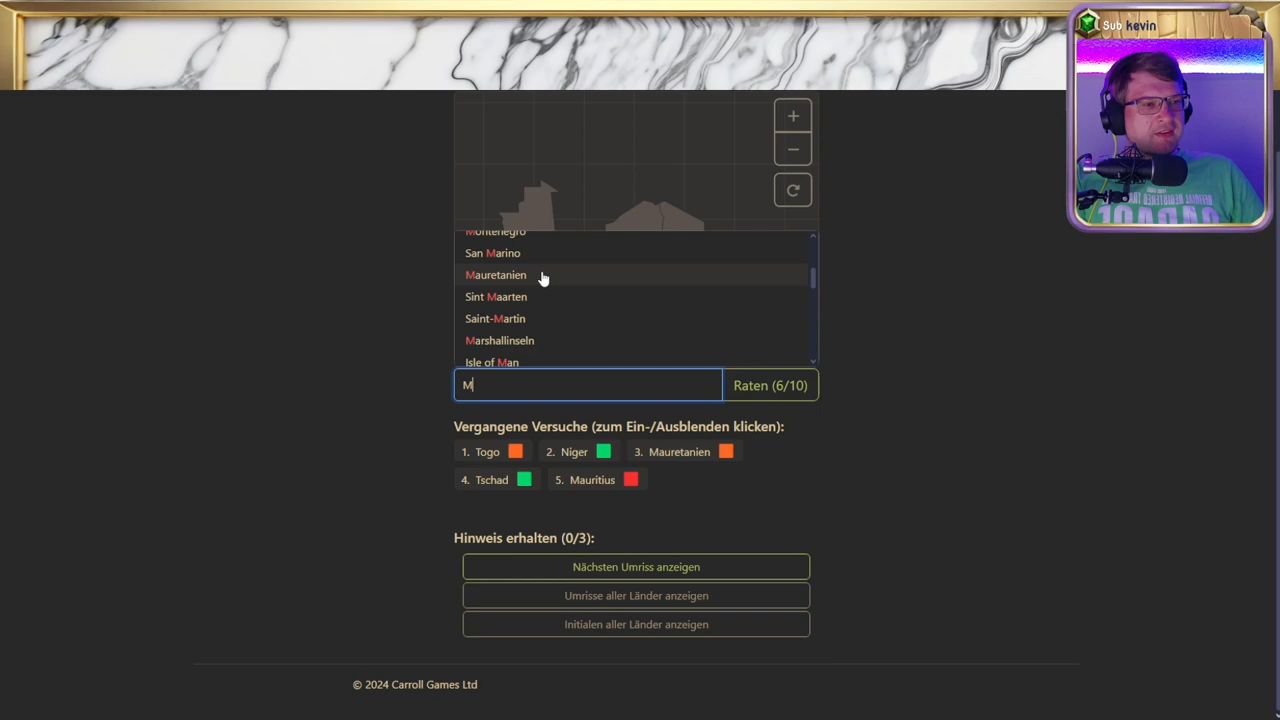 Sub kevin
+
−
Montenegro
San Marino
Mauretanien
Sint Maarten
Saint-Martin
Marshallinseln
Isle of Man
M
Raten (6/10)
Vergangene Versuche (zum Ein-/Ausblenden klicken):
1. Togo 2. Niger 3. Mauretanien
4. Tschad 5. Mauritius
Hinweis erhalten (0/3):
Nächsten Umriss anzeigen
Umrisse aller Länder anzeigen
Initialen aller Länder anzeigen
© 2024 Carroll Games Ltd